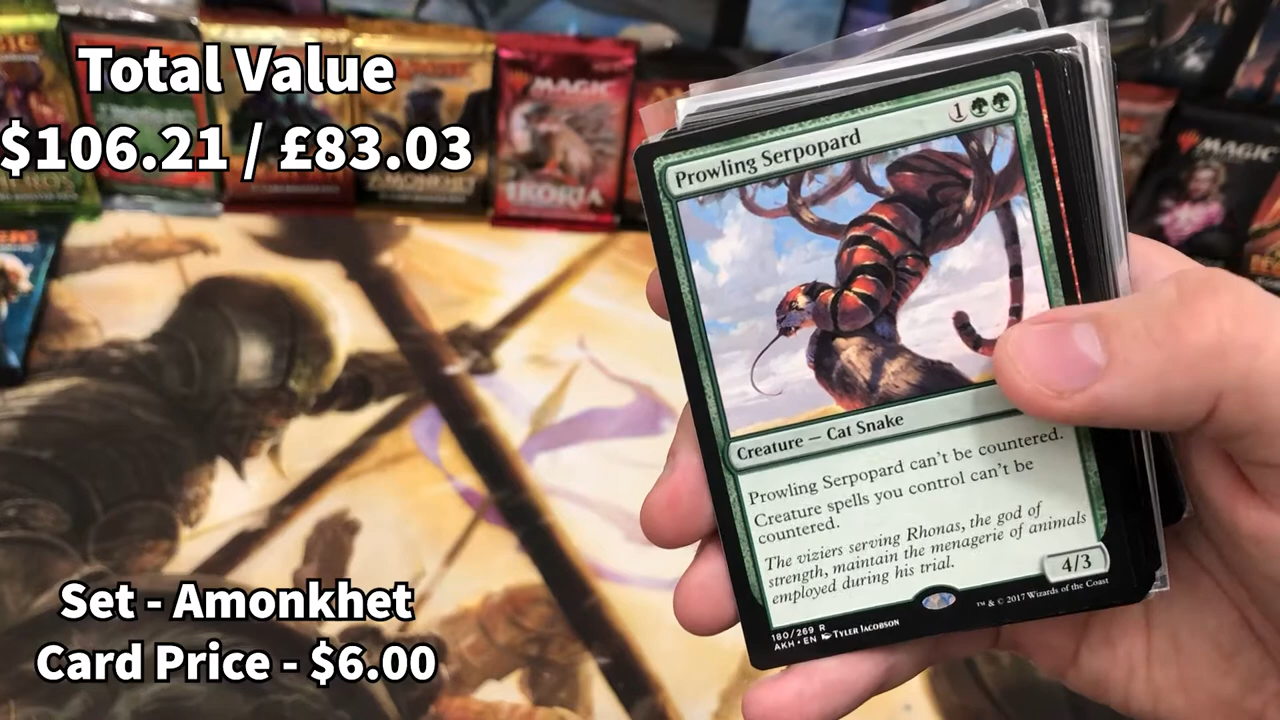 Total Value
$106.21 / £83.03
MAGIC
IKORIA
AMONKHET
MAGIC
Prowling Serpopard 1
Creature — Cat Snake
Prowling Serpopard can't be countered.
Creature spells you control can't be
countered.
The viziers serving Rhonas, the god of
strength, maintain the menagerie of animals
employed during his trial.
4/3
180/269 R
AKH • EN TYLER JACOBSON
™ & © 2017 Wizards of the Coast
Set - Amonkhet
Card Price - $6.00